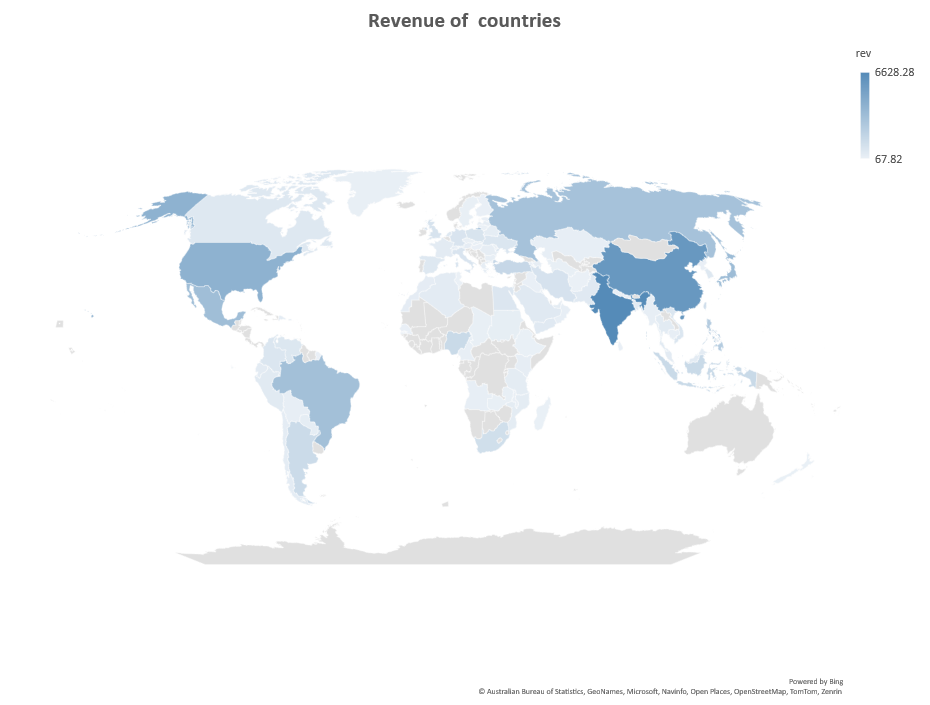 Revenue of  countries
rev
6628.28
67.82
Powered by Bing
© Australian Bureau of Statistics, GeoNames, Microsoft, Navinfo, Open Places, OpenStreetMap, TomTom, Zenrin